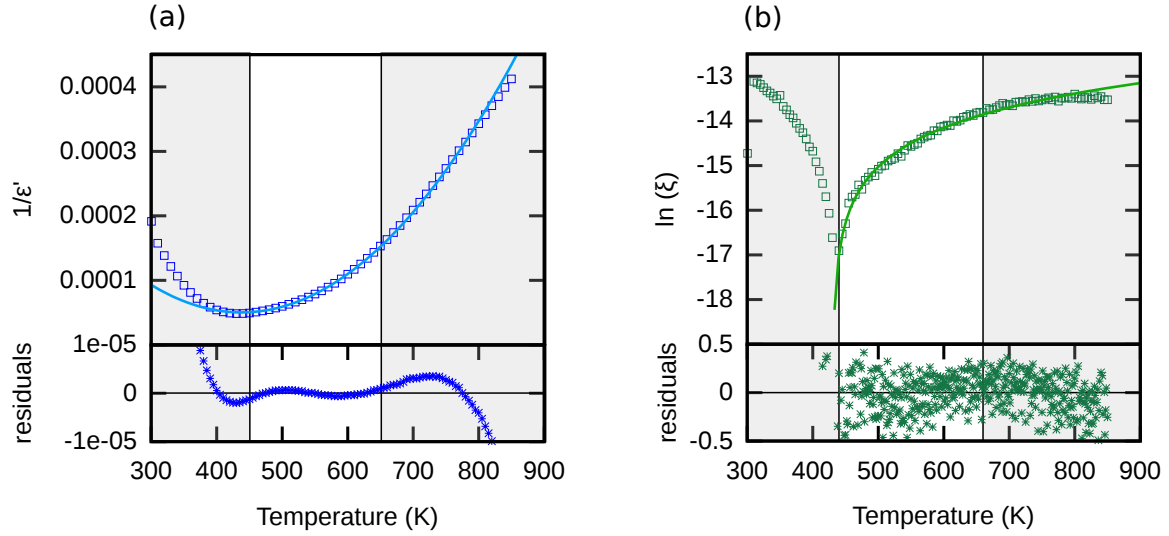 (a)
0.0004
0.0003
0.0002
0.0001
1/ε'
1e-05
0
-1e-05
residuals
300 400 500 600 700 800 900
Temperature (K)
(b)
-13
-14
-15
-16
-17
-18
ln (ξ)
0.5
0
-0.5
residuals
300 400 500 600 700 800 900
Temperature (K)